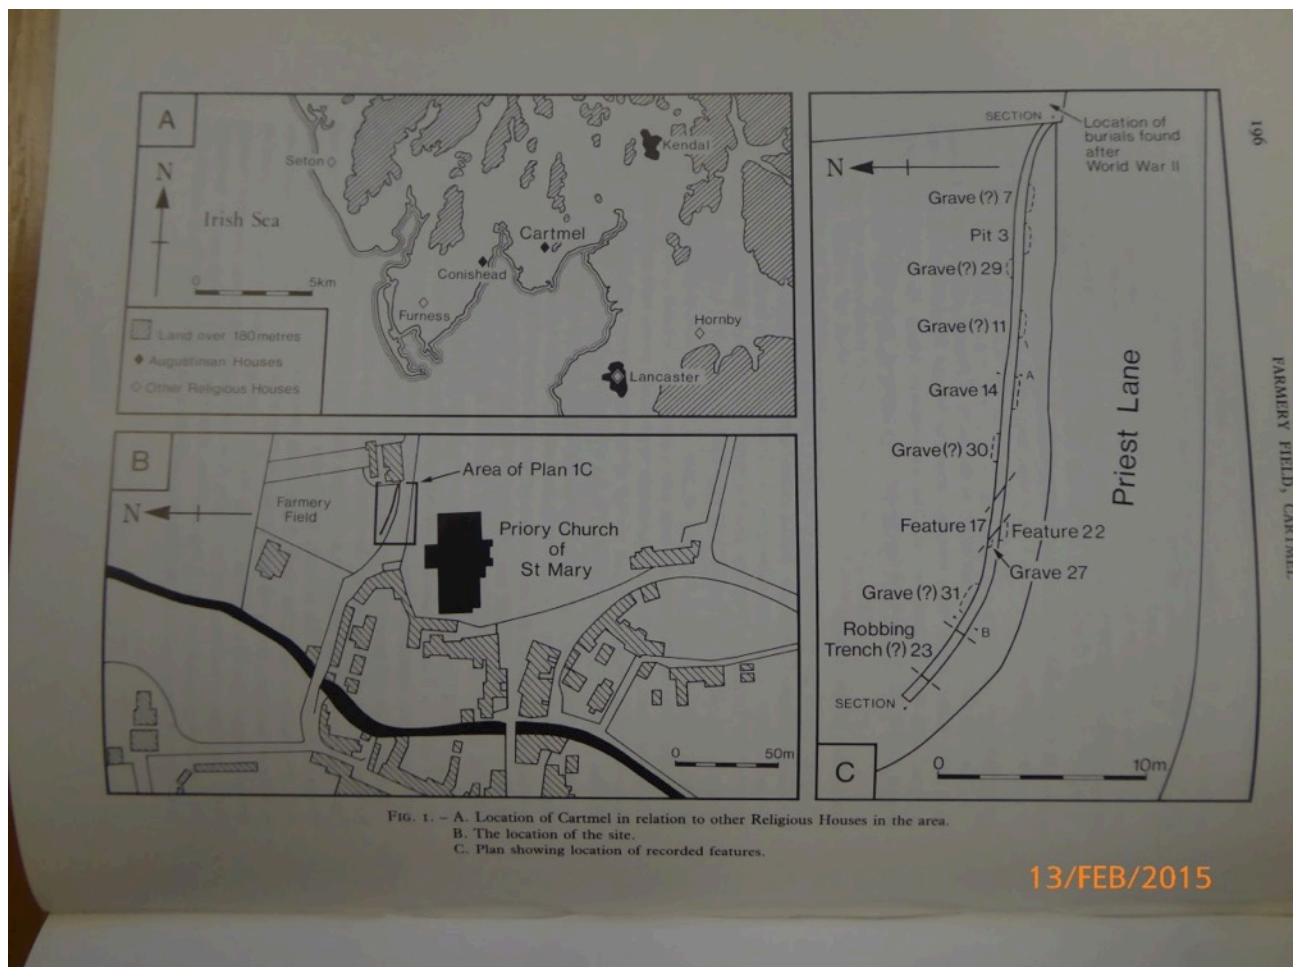 A
N
Irish Sea
Seton
Kendal
Cartmel
Conishead
Furness
Hornby
Lancaster
0 5km
Land over 180 metres
Augustinian Houses
Other Religious Houses
B
N
Farmery
Field
Area of Plan 1C
Priory Church
of
St Mary
0 50m
SECTION
Location of
burials found
after
World War II
N
Grave (?) 7
Pit 3
Grave(?) 29
Grave (?) 11
A
Grave 14
Grave(?) 30
Feature 17
Feature 22
Grave 27
Grave (?) 31
Robbing
Trench (?) 23
B
SECTION
Priest Lane
C
0 10m
196
FARMERY FIELD, CARTMEL
FIG. 1. – A. Location of Cartmel in relation to other Religious Houses in the area.
B. The location of the site.
C. Plan showing location of recorded features.
13/FEB/2015